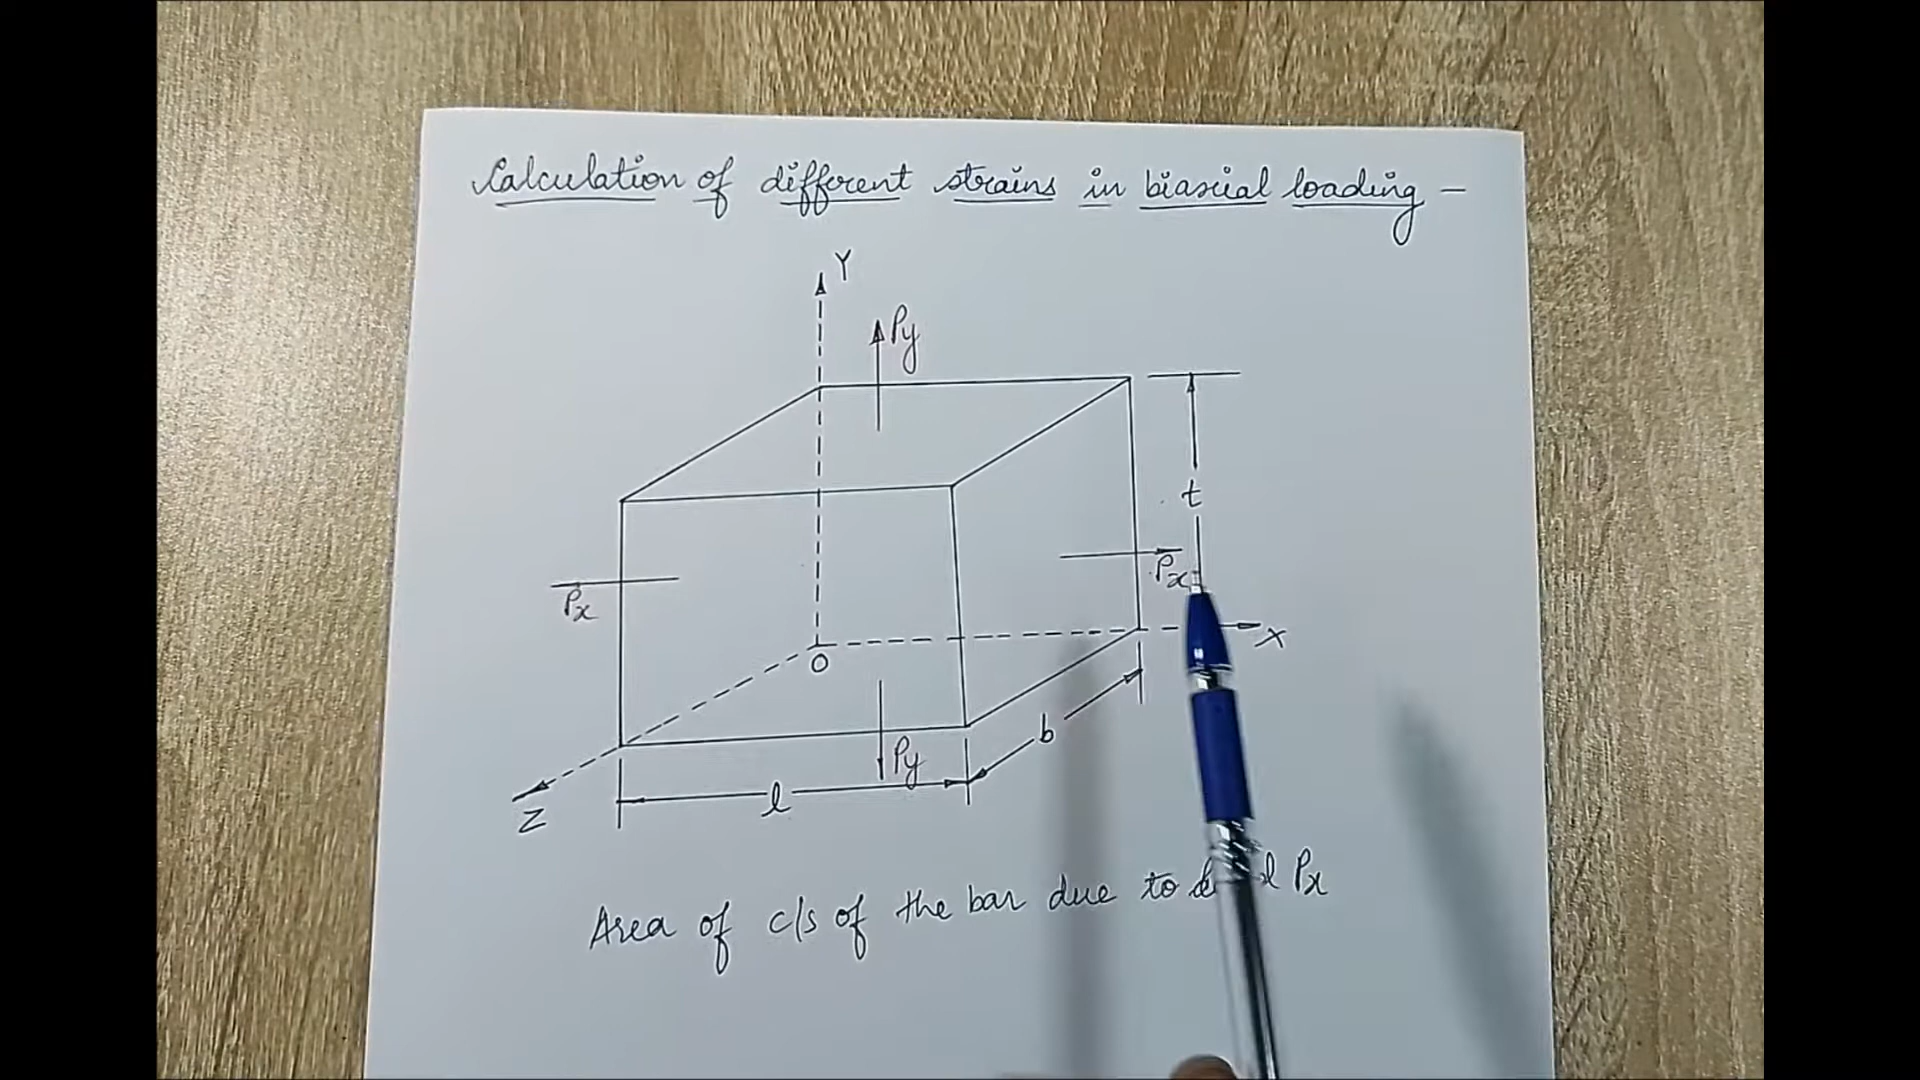 Calculation of different strains in biaxial loading -
Y
Py
t
Px
Px
X
O
b
Py
l
Z
Area of c/s of the bar due to Px